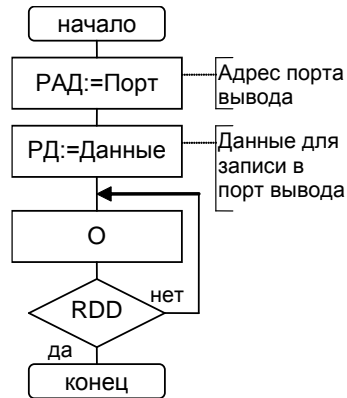 начало
РАД:=Порт
Адрес порта
вывода
РД:=Данные
Данные для
записи в
порт вывода
О
RDD
нет
да
конец